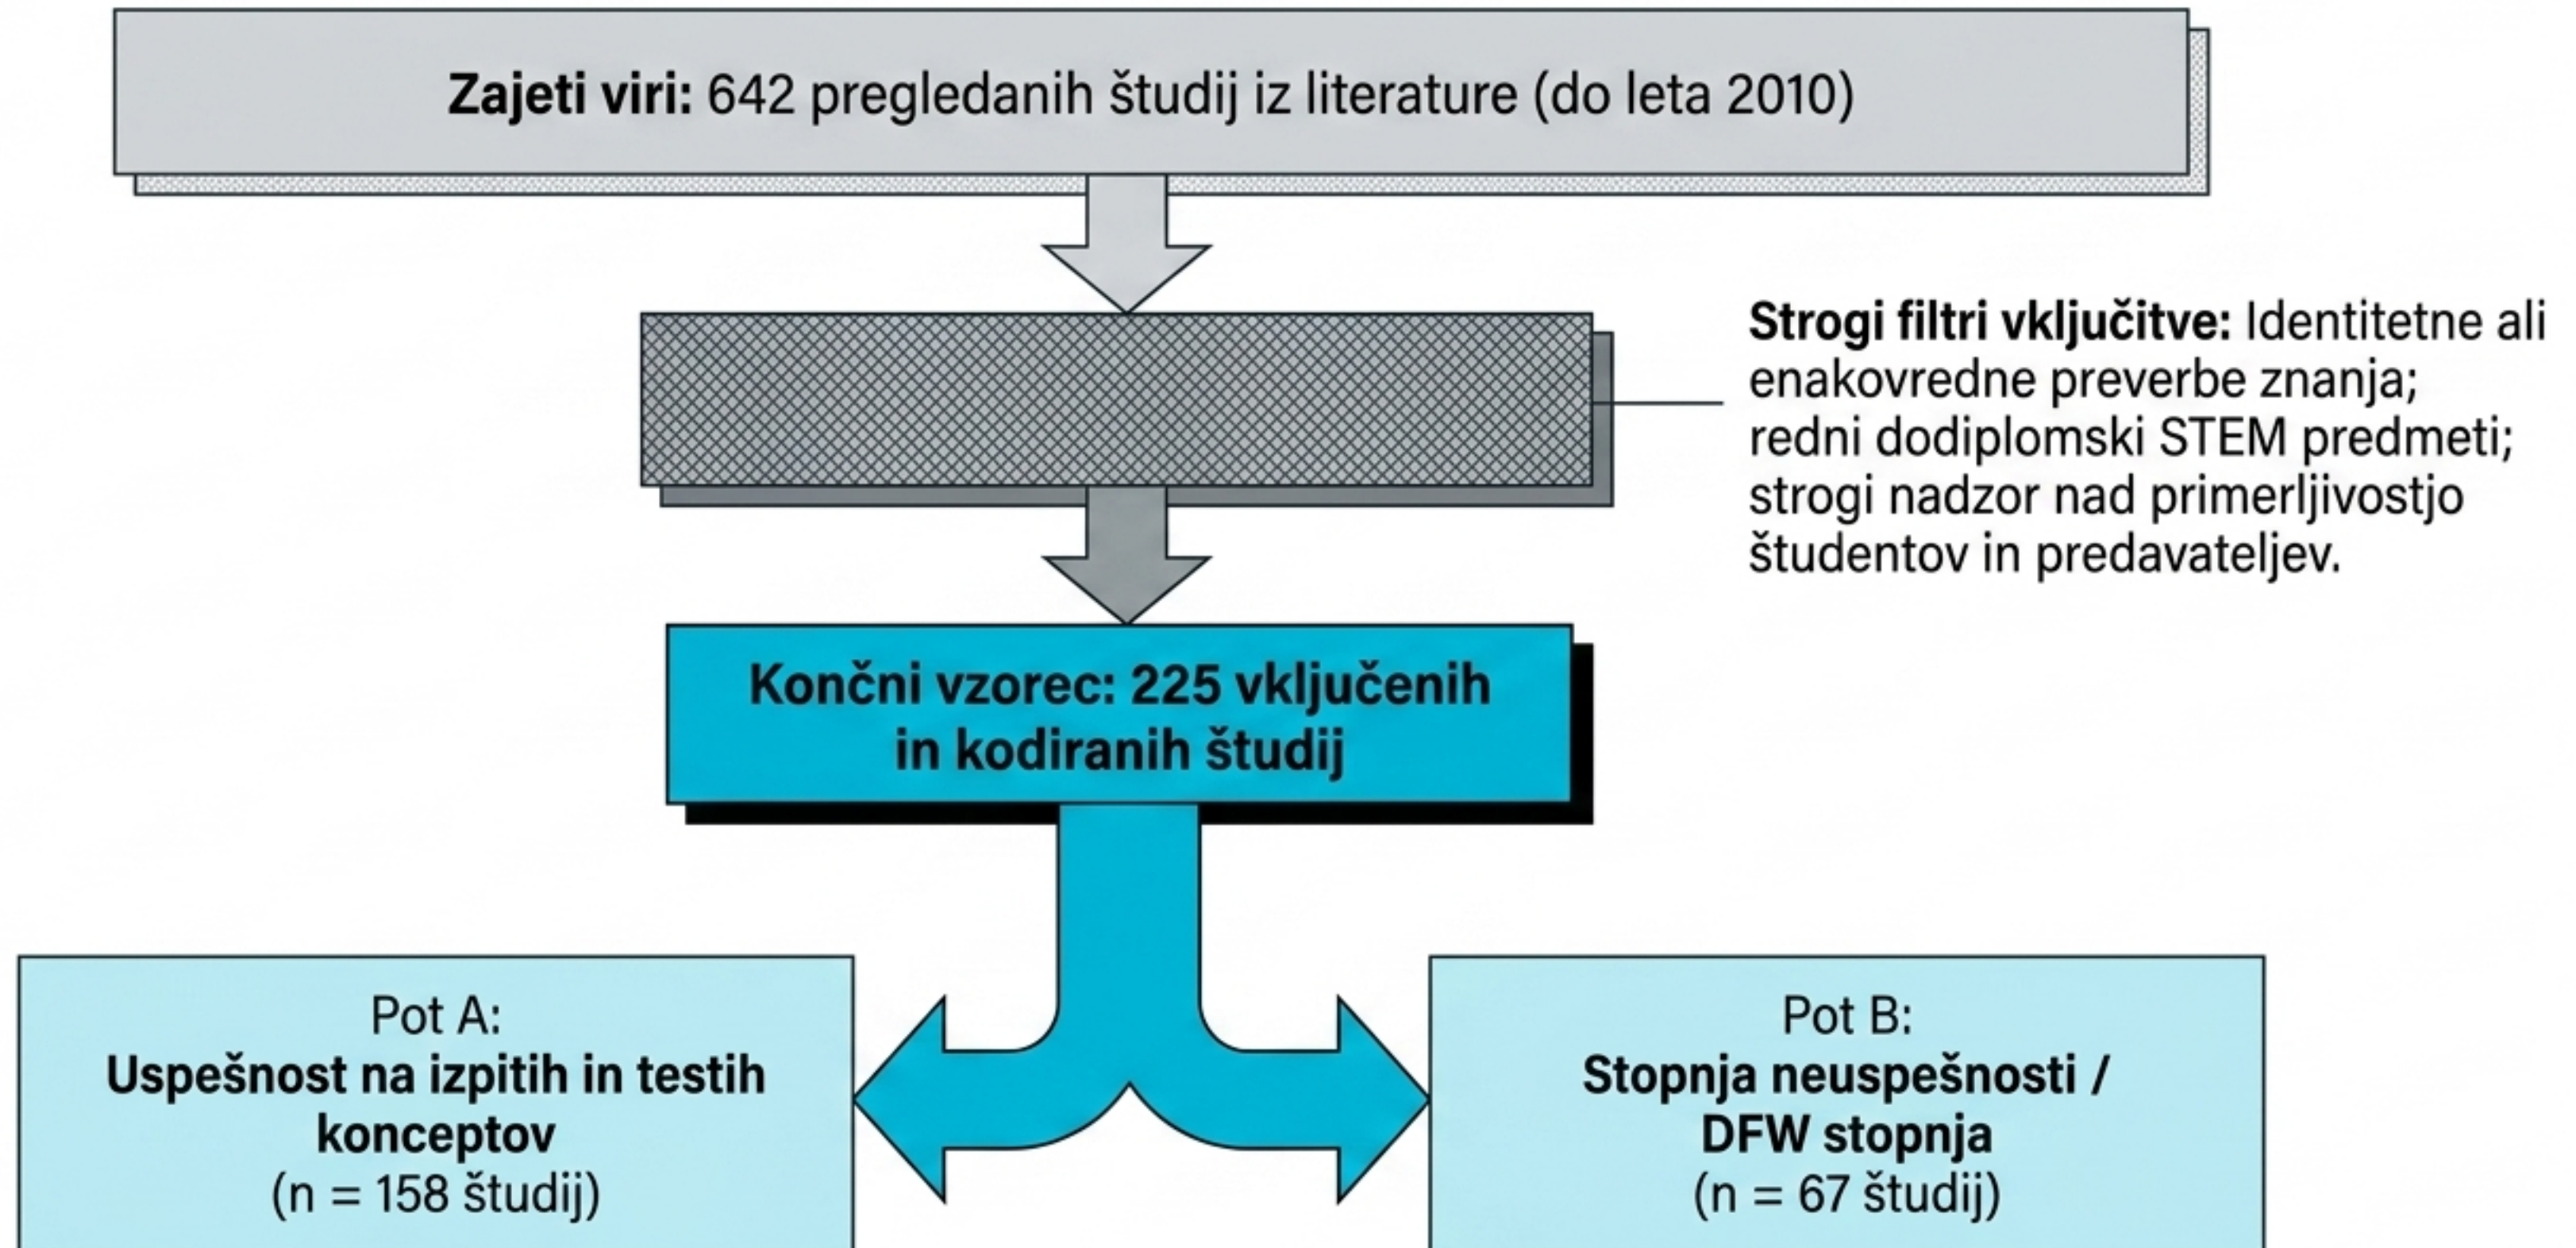 Zajeti viri: 642 pregledanih študij iz literature (do leta 2010)
Strogi filtri vključitve: Identitetne ali
enakovredne preverbe znanja;
redni dodiplomski STEM predmeti;
strogi nadzor nad primerljivostjo
študentov in predavateljev.
Končni vzorec: 225 vključenih
in kodiranih študij
Pot A:
Uspešnost na izpitih in testih
konceptov
(n = 158 študij)
Pot B:
Stopnja neuspešnosti /
DFW stopnja
(n = 67 študij)